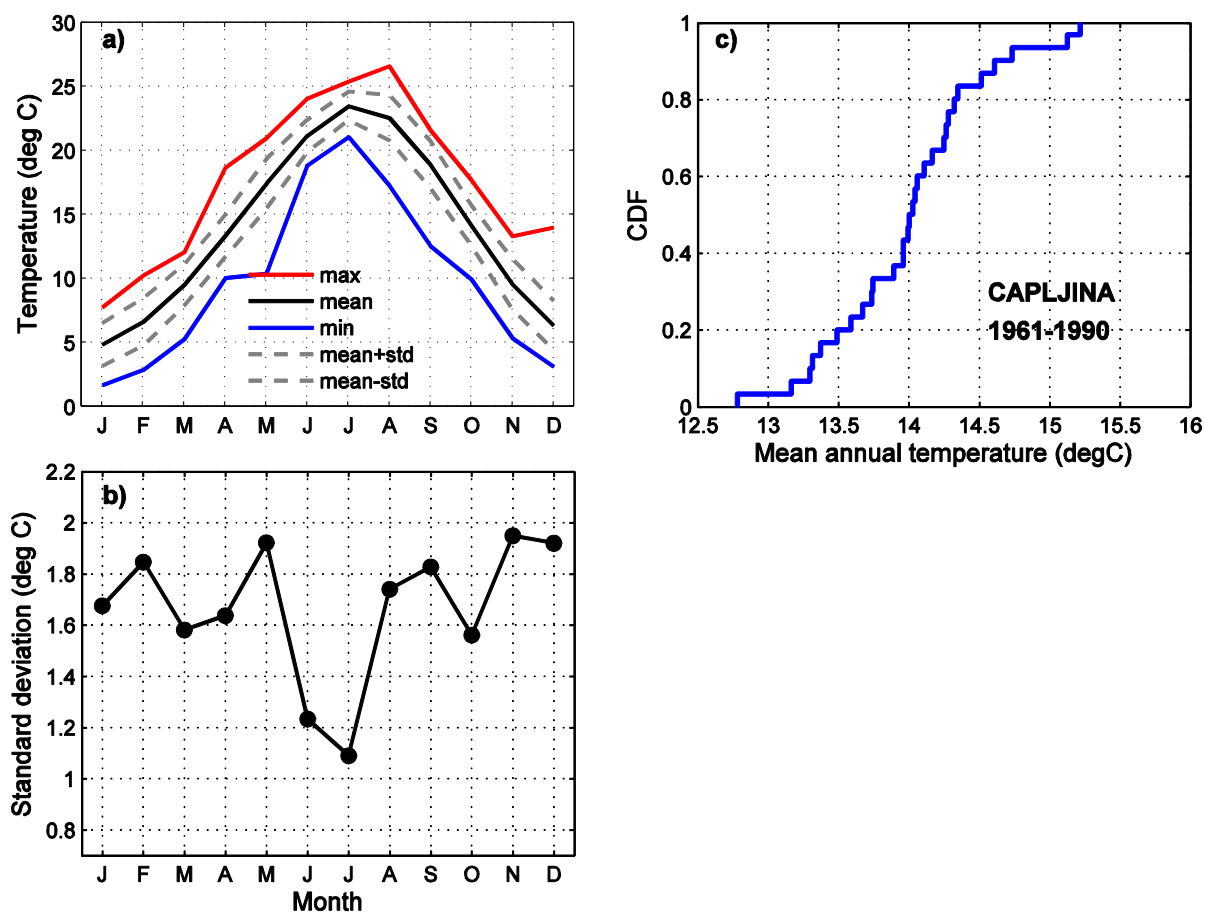 a)
Temperature (deg C)
30
25
20
15
10
5
0
J F M A M J J A S O N D
max
mean
min
mean+std
mean-std
b)
Standard deviation (deg C)
2.2
2
1.8
1.6
1.4
1.2
1
0.8
J F M A M J J A S O N D
Month
c)
CDF
1
0.8
0.6
0.4
0.2
0
12.5 13 13.5 14 14.5 15 15.5 16
Mean annual temperature (degC)
CAPLJINA
1961-1990